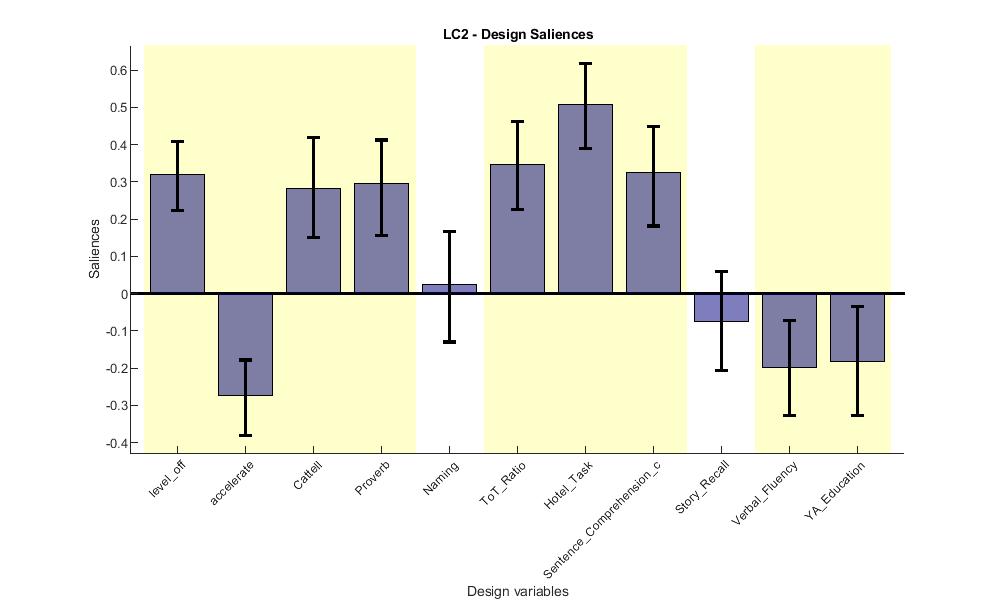 LC2 - Design Saliences
Saliences
0.6
0.5
0.4
0.3
0.2
0.1
0
-0.1
-0.2
-0.3
-0.4
level_off
accelerate
Cattell
Proverb
Naming
ToT_Ratio
Hotel_Task
Sentence_Comprehension_c
Story_Recall
Verbal_Fluency
YA_Education
Design variables